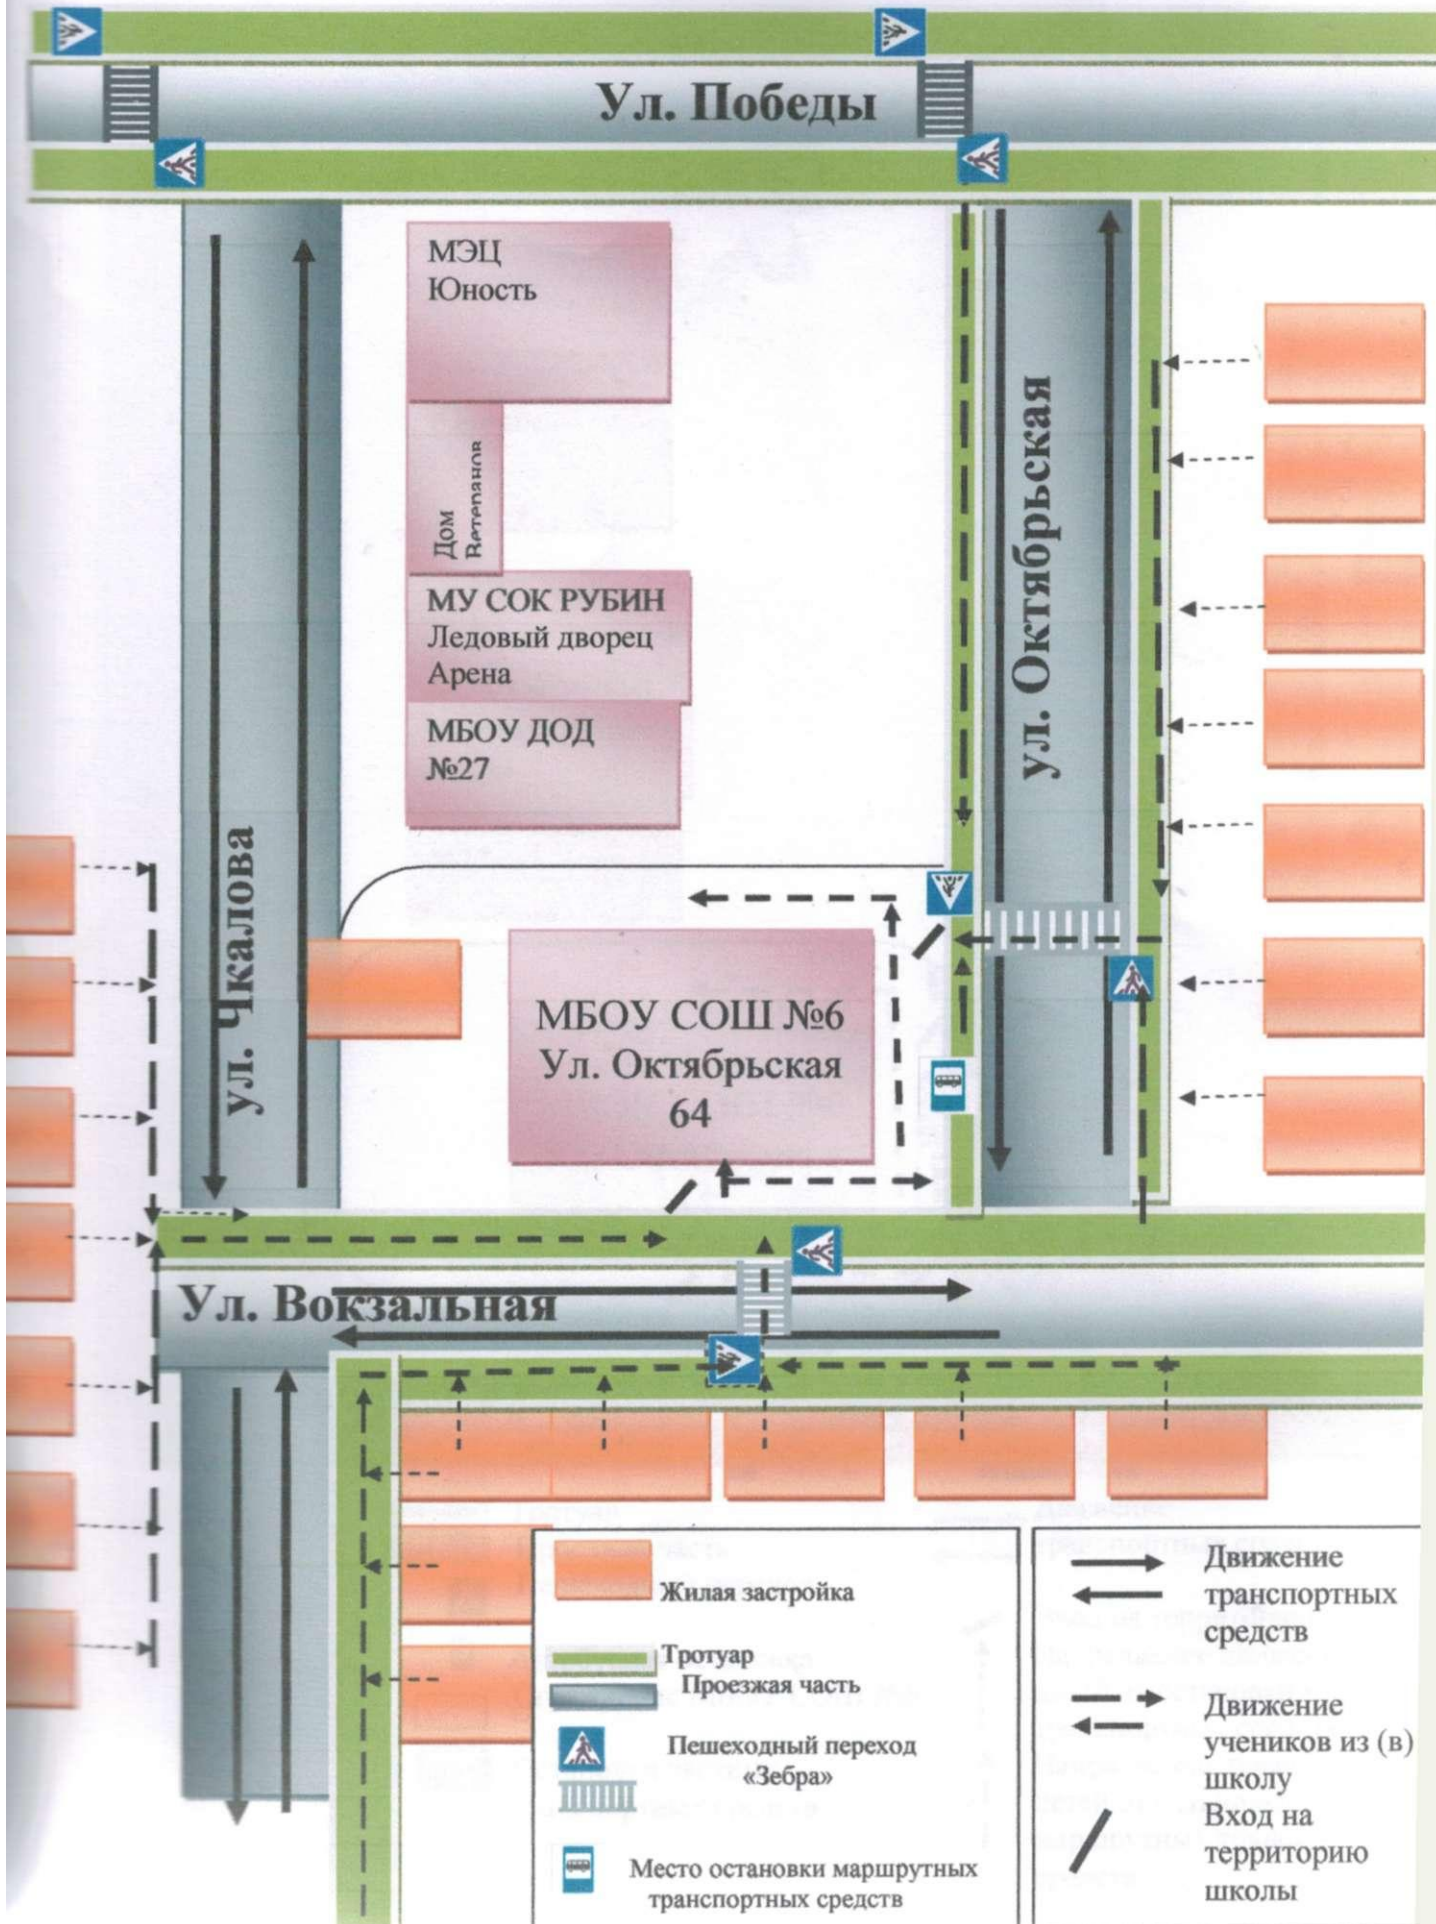 Ул. Победы
МЭЦ
Юность
Дом
Ветеранов
МУ СОК РУБИН
Ледовый дворец
Арена
МБОУ ДОД
№27
ул. Октябрьская
ул. Чкалова
МБОУ СОШ №6
Ул. Октябрьская
64
Ул. Вокзальная
Жилая застройка
Тротуар
Проезжая часть
Пешеходный переход
«Зебра»
Место остановки маршрутных
транспортных средств
Движение
транспортных
средств
Движение
учеников из (в)
школу
Вход на
территорию
школы